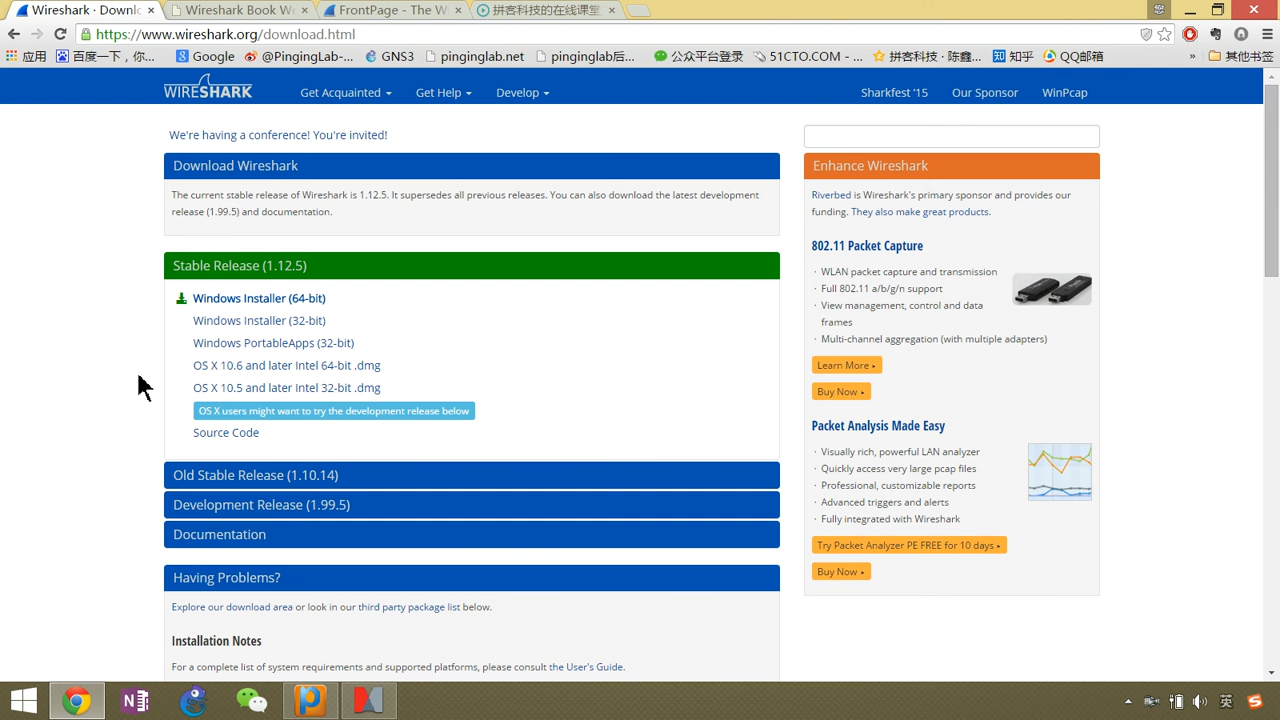 Wireshark · Downlo
Wireshark Book We
FrontPage - The W
拼客科技的在线课堂
https://www.wireshark.org/download.html
应用
百度一下，你...
Google
@PingingLab-...
GNS3
pinginglab.net
pinginglab后...
公众平台登录
51CTO.COM - ...
拼客科技 · 陈鑫...
知乎
QQ邮箱
»
其他书签
WIRESHARK
Get Acquainted
Get Help
Develop
Sharkfest '15
Our Sponsor
WinPcap
We're having a conference! You're invited!
Download Wireshark
The current stable release of Wireshark is 1.12.5. It supersedes all previous releases. You can also download the latest development
release (1.99.5) and documentation.
Stable Release (1.12.5)
Windows Installer (64-bit)
Windows Installer (32-bit)
Windows PortableApps (32-bit)
OS X 10.6 and later Intel 64-bit .dmg
OS X 10.5 and later Intel 32-bit .dmg
OS X users might want to try the development release below
Source Code
Old Stable Release (1.10.14)
Development Release (1.99.5)
Documentation
Having Problems?
Explore our download area or look in our third party package list below.
Installation Notes
For a complete list of system requirements and supported platforms, please consult the User's Guide.
Enhance Wireshark
Riverbed is Wireshark's primary sponsor and provides our
funding. They also make great products.
802.11 Packet Capture
· WLAN packet capture and transmission
· Full 802.11 a/b/g/n support
· View management, control and data
frames
· Multi-channel aggregation (with multiple adapters)
Learn More ▸
Buy Now ▸
Packet Analysis Made Easy
· Visually rich, powerful LAN analyzer
· Quickly access very large pcap files
· Professional, customizable reports
· Advanced triggers and alerts
· Fully integrated with Wireshark
Try Packet Analyzer PE FREE for 10 days ▸
Buy Now ▸
英